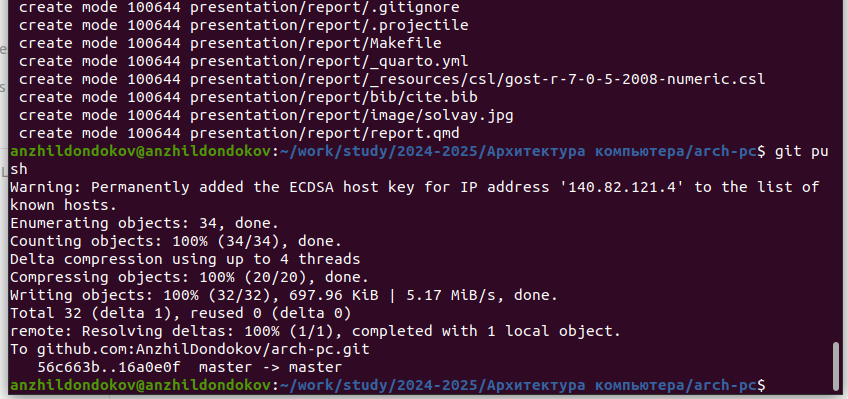 create mode 100644 presentation/report/.gitignore
create mode 100644 presentation/report/.projectile
create mode 100644 presentation/report/Makefile
create mode 100644 presentation/report/_quarto.yml
create mode 100644 presentation/report/_resources/csl/gost-r-7-0-5-2008-numeric.csl
create mode 100644 presentation/report/bib/cite.bib
create mode 100644 presentation/report/image/solvay.jpg
create mode 100644 presentation/report/report.qmd
anzhildondokov@anzhildondokov:~/work/study/2024-2025/Архитектура компьютера/arch-pc$ git pu
sh
Warning: Permanently added the ECDSA host key for IP address '140.82.121.4' to the list of
known hosts.
Enumerating objects: 34, done.
Counting objects: 100% (34/34), done.
Delta compression using up to 4 threads
Compressing objects: 100% (20/20), done.
Writing objects: 100% (32/32), 697.96 KiB | 5.17 MiB/s, done.
Total 32 (delta 1), reused 0 (delta 0)
remote: Resolving deltas: 100% (1/1), completed with 1 local object.
To github.com:AnzhilDondokov/arch-pc.git
56c663b..16a0e0f master -> master
anzhildondokov@anzhildondokov:~/work/study/2024-2025/Архитектура компьютера/arch-pc$